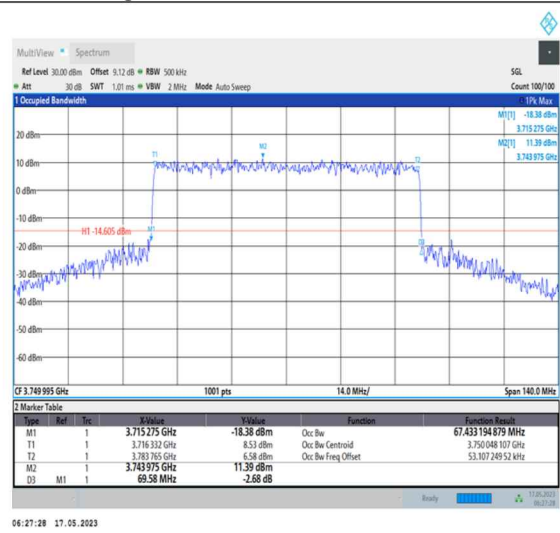 MultiView Spectrum
Ref Level 30.00 dBm Offset 9.12 dB RBW 500 kHz SGL
Att 30 dB SWT 1.01 ms VBW 2 MHz Mode Auto Sweep Count 100/100
1 Occupied Bandwidth 1Pk Max
M1[1] -18.38 dBm
3.715 275 GHz
M2[1] 11.39 dBm
3.743 975 GHz
20 dBm
M2
T1 T2
10 dBm
0 dBm
-10 dBm
H1 -14.605 dBm M1
-20 dBm D3
-30 dBm
-40 dBm
-50 dBm
-60 dBm
CF 3.749 995 GHz 1001 pts 14.0 MHz/ Span 140.0 MHz
2 Marker Table
Type Ref Trc X-Value Y-Value Function Function Result
M1 1 3.715 275 GHz -18.38 dBm Occ Bw 67.433 194 879 MHz
T1 1 3.716 332 GHz 8.53 dBm Occ Bw Centroid 3.750 048 107 GHz
T2 1 3.783 765 GHz 6.58 dBm Occ Bw Freq Offset 53.107 249 52 kHz
M2 1 3.743 975 GHz 11.39 dBm
D3 M1 1 69.58 MHz -2.68 dB
Ready 17.05.2023
06:27:28
06:27:28 17.05.2023